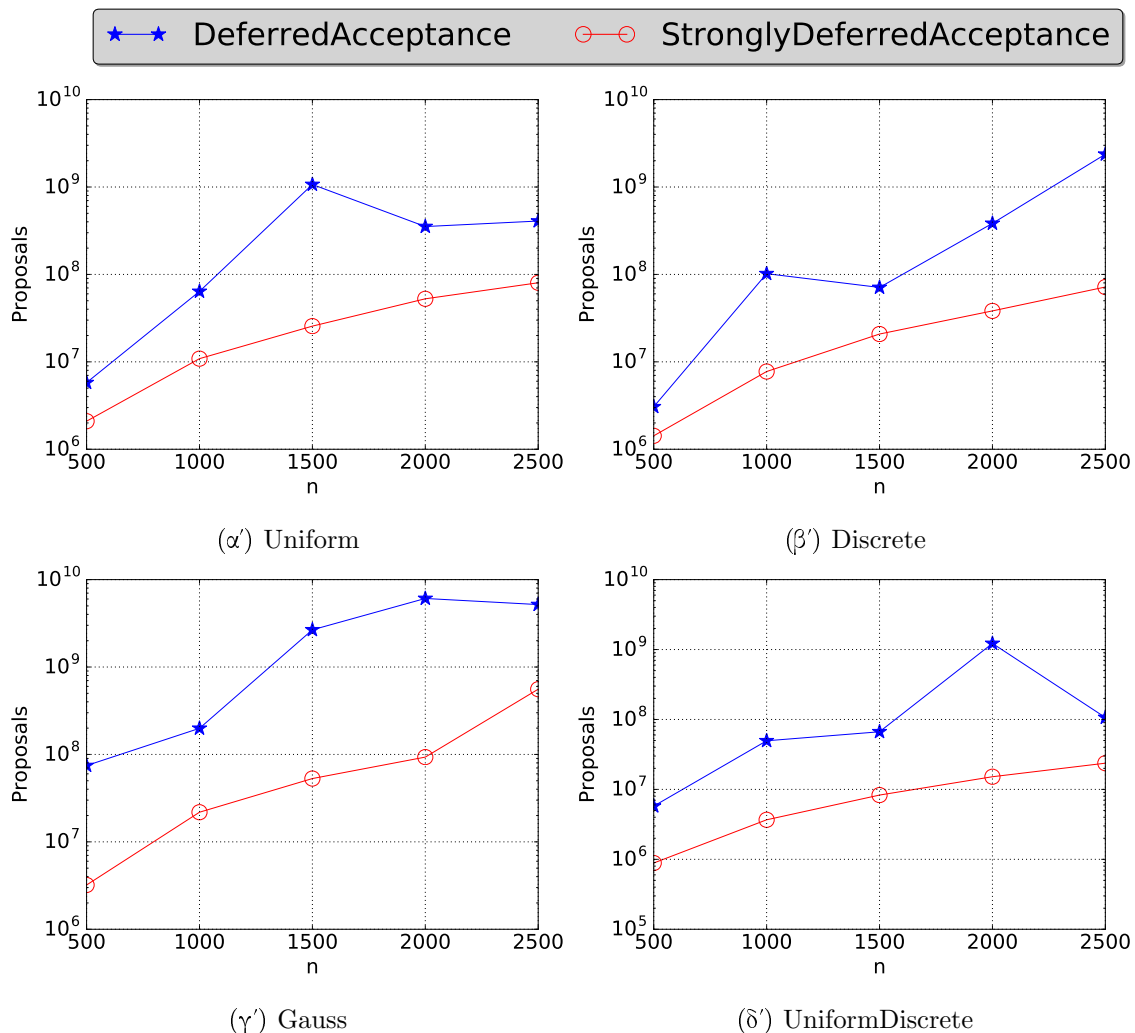 DeferredAcceptance StronglyDeferredAcceptance
10^10
10^9
10^8
10^7
10^6
Proposals
500 1000 1500 2000 2500
n
(α′) Uniform
10^10
10^9
10^8
10^7
10^6
Proposals
500 1000 1500 2000 2500
n
(β′) Discrete
10^10
10^9
10^8
10^7
10^6
Proposals
500 1000 1500 2000 2500
n
(γ′) Gauss
10^10
10^9
10^8
10^7
10^6
10^5
Proposals
500 1000 1500 2000 2500
n
(δ′) UniformDiscrete